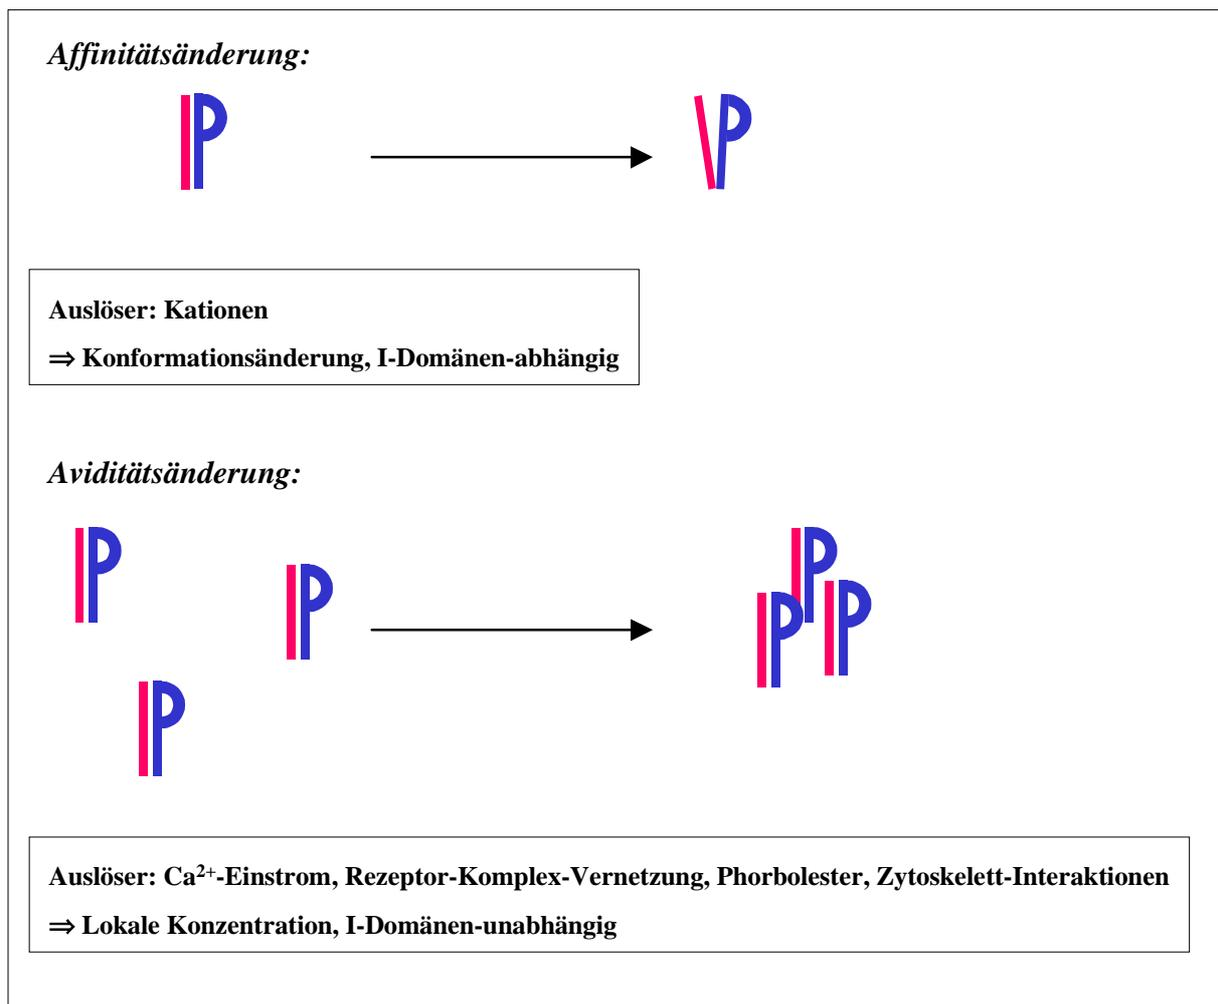 Affinitätsänderung:
Auslöser: Kationen
⇒ Konformationsänderung, I-Domänen-abhängig
Aviditätsänderung:
Auslöser: Ca²⁺-Einstrom, Rezeptor-Komplex-Vernetzung, Phorbolester, Zytoskelett-Interaktionen
⇒ Lokale Konzentration, I-Domänen-unabhängig